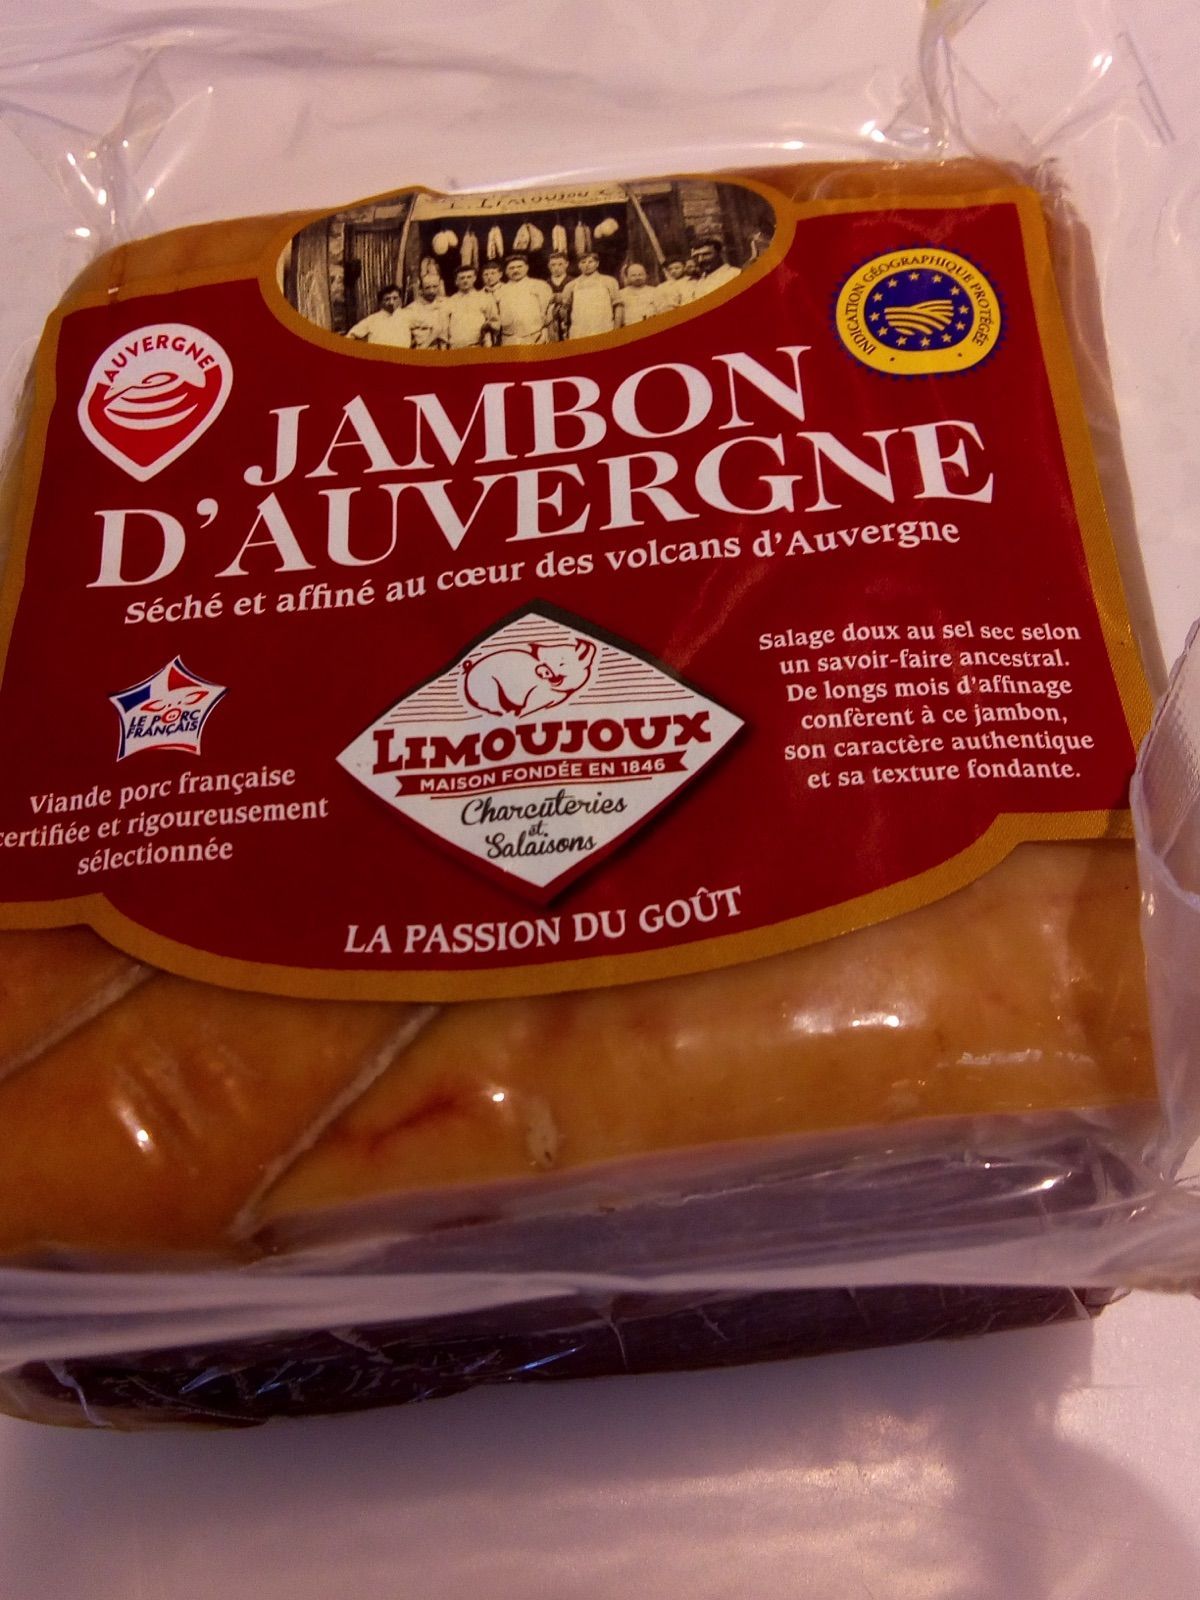 L. Limoujou
INDICATION GÉOGRAPHIQUE PROTÉGÉE
AUVERGNE
JAMBON
D'AUVERGNE
Séché et affiné au cœur des volcans d'Auvergne
LE PORC
FRANÇAIS
Viande porc française
certifiée et rigoureusement
sélectionnée
LIMOUJOUX
MAISON FONDÉE EN 1846
Charcuteries
et
Salaisons
Salage doux au sel sec selon
un savoir-faire ancestral.
De longs mois d'affinage
confèrent à ce jambon,
son caractère authentique
et sa texture fondante.
LA PASSION DU GOÛT